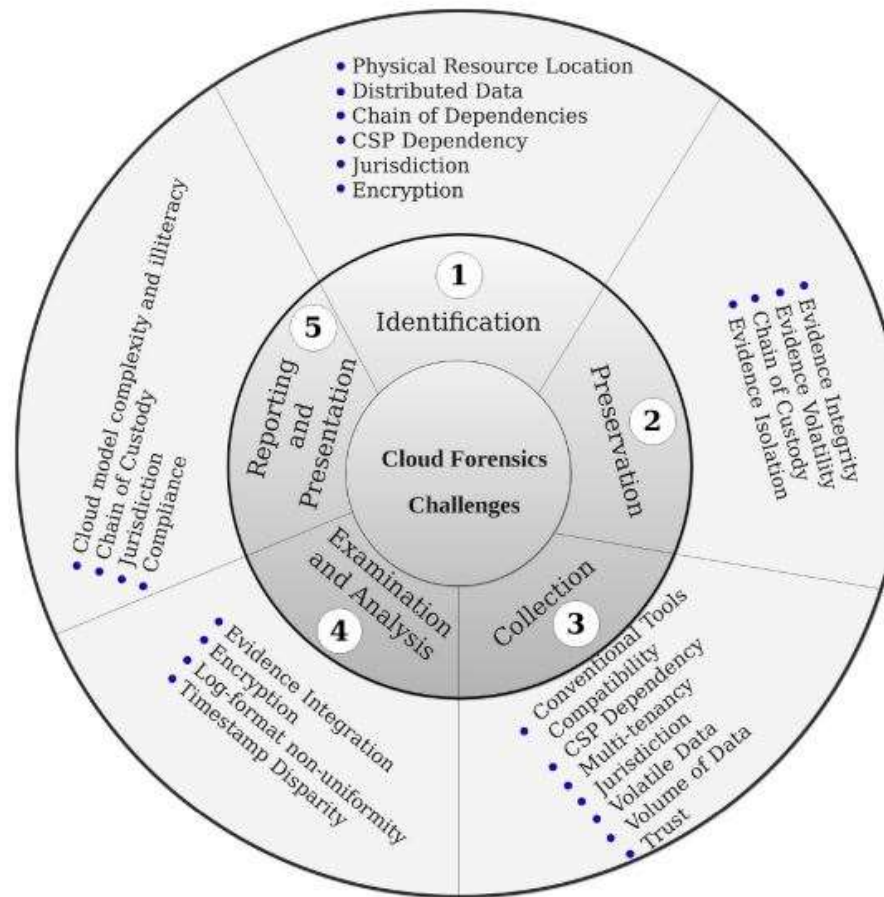 Cloud Forensics
Challenges
1
Identification
Physical Resource Location
Distributed Data
Chain of Dependencies
CSP Dependency
Jurisdiction
Encryption
2
Preservation
Evidence Integrity
Evidence Volatility
Chain of Custody
Evidence Isolation
3
Collection
Conventional Tools
Compatibility
CSP Dependency
Multi-tenancy
Jurisdiction
Volatile Data
Volume of Data
Trust
4
Examination
and Analysis
Evidence Integration
Encryption
Log-format non-uniformity
Timestamp Disparity
5
Reporting
and
Presentation
Cloud model complexity and illiteracy
Chain of Custody
Jurisdiction
Compliance